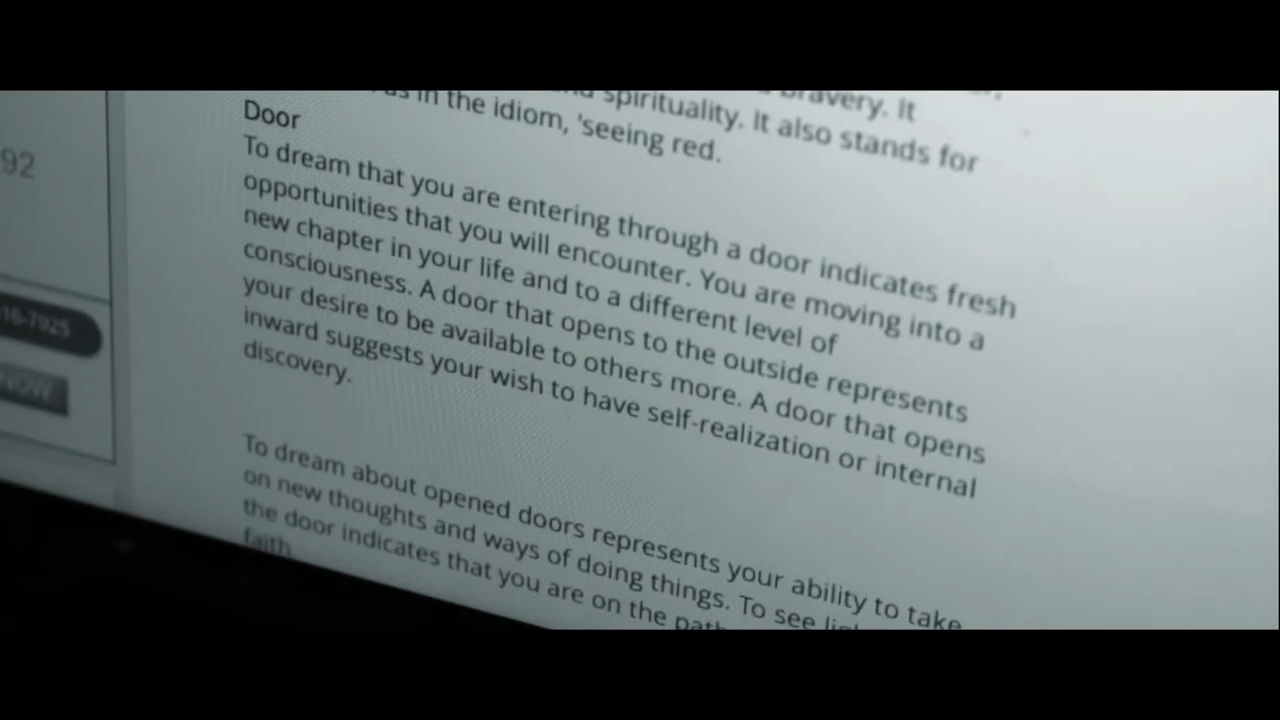 bravery. It
spirituality. It also stands for
in the idiom, 'seeing red.
Door
To dream that you are entering through a door indicates fresh
opportunities that you will encounter. You are moving into a
new chapter in your life and to a different level of
consciousness. A door that opens to the outside represents
your desire to be available to others more. A door that opens
inward suggests your wish to have self-realization or internal
discovery.
To dream about opened doors represents your ability to take
on new thoughts and ways of doing things. To see
the door indicates that you are on the path
faith
92
16-7925
NOW